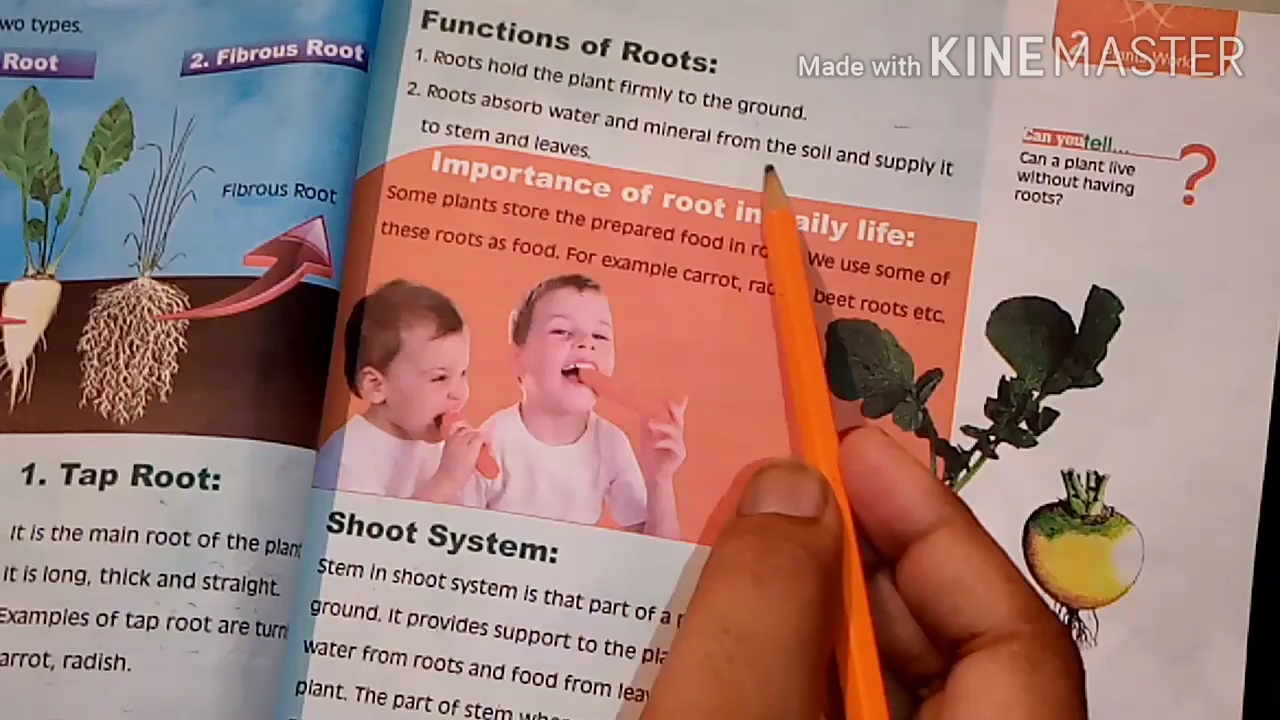 wo types.
Root
2. Fibrous Root
Fibrous Root
1. Tap Root:
It is the main root of the plant
It is long, thick and straight.
Examples of tap root are turn
arrot, radish.
Functions of Roots:
1. Roots hold the plant firmly to the ground.
2. Roots absorb water and mineral from the soil and supply it
to stem and leaves.
Importance of root in aily life:
Some plants store the prepared food in ro We use some of
these roots as food. For example carrot, rad beet roots etc.
Shoot System:
Stem in shoot system is that part of a
ground. It provides support to the pla
water from roots and food from leav
plant. The part of stem whe
Made with KINEMASTER
2
Plants Work
Can you tell...
Can a plant live
without having
roots?
?